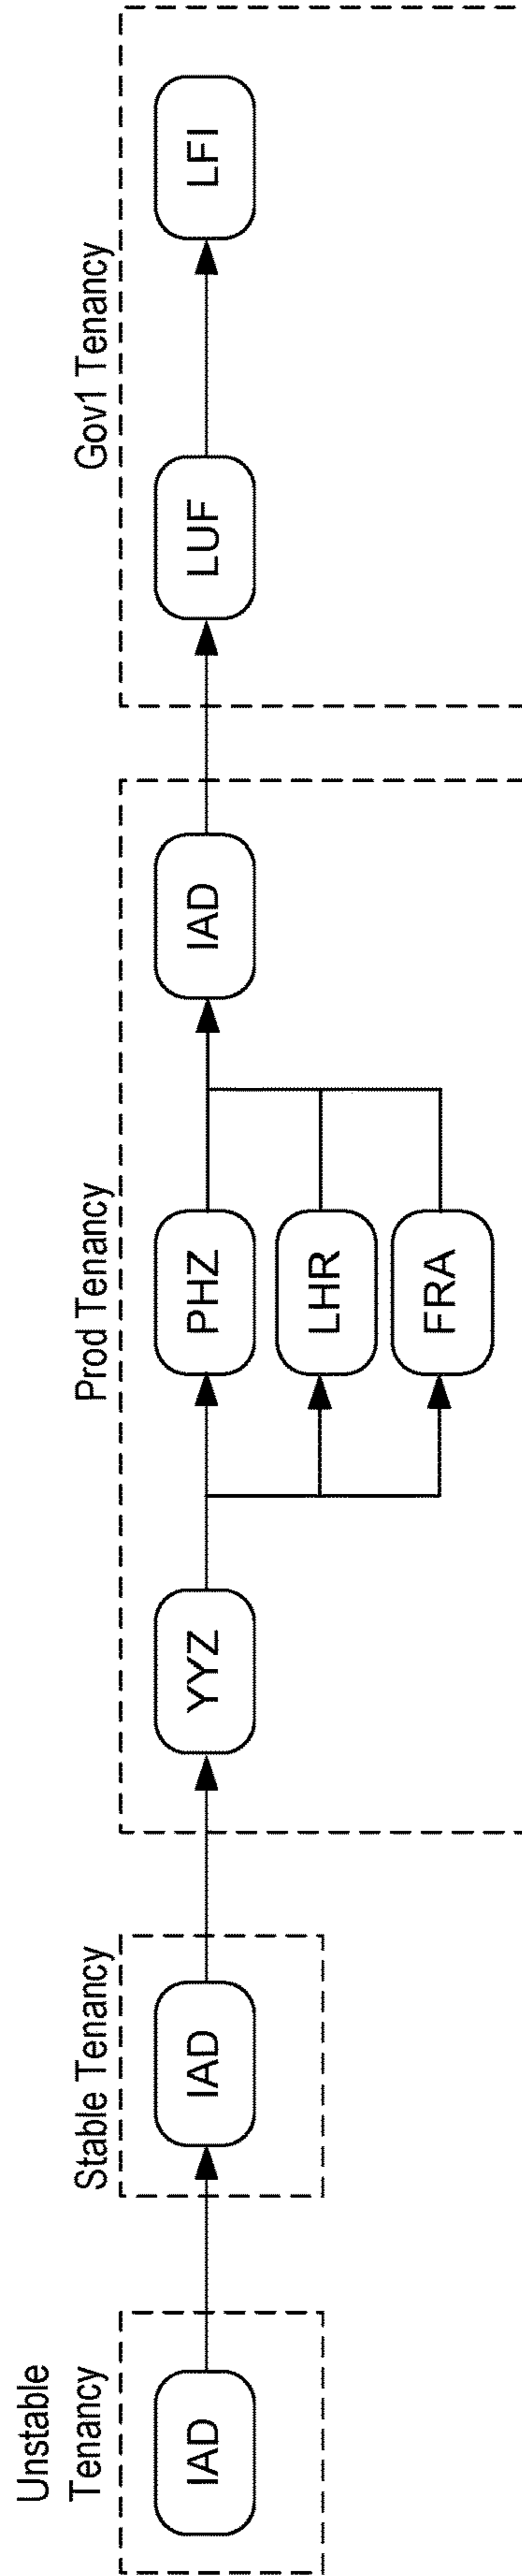 Unstable
Tenancy
IAD
Stable Tenancy
IAD
Prod Tenancy
YYZ
PHZ
LHR
FRA
IAD
Gov1 Tenancy
LUF
LFI